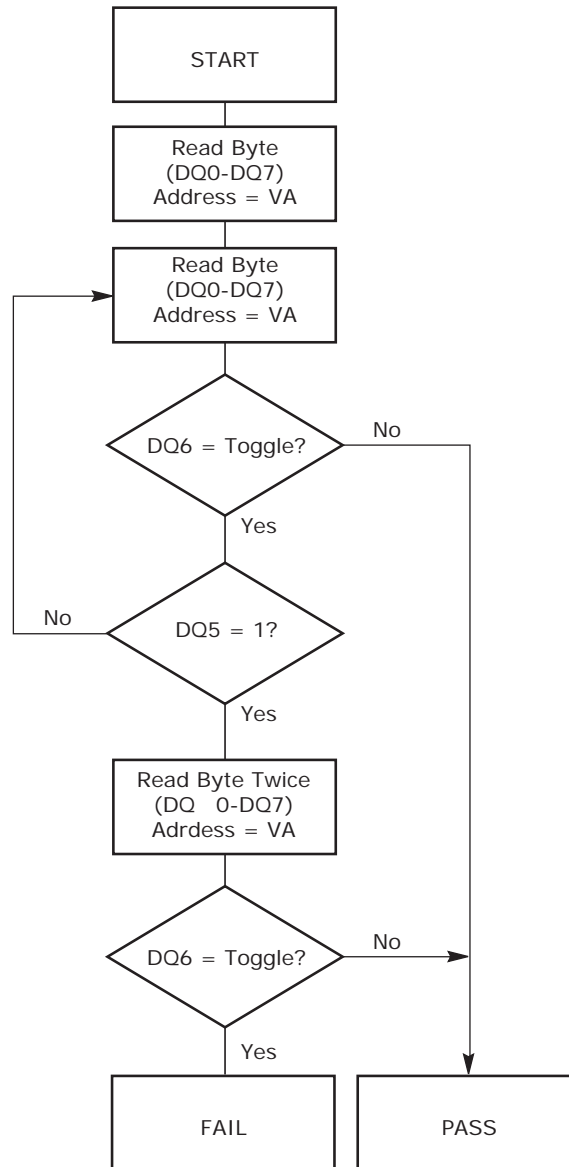 START
Read Byte
(DQ0-DQ7)
Address = VA
Read Byte
(DQ0-DQ7)
Address = VA
DQ6 = Toggle?
No
Yes
No
DQ5 = 1?
Yes
Read Byte Twice
(DQ 0-DQ7)
Adrdess = VA
DQ6 = Toggle?
No
Yes
FAIL
PASS